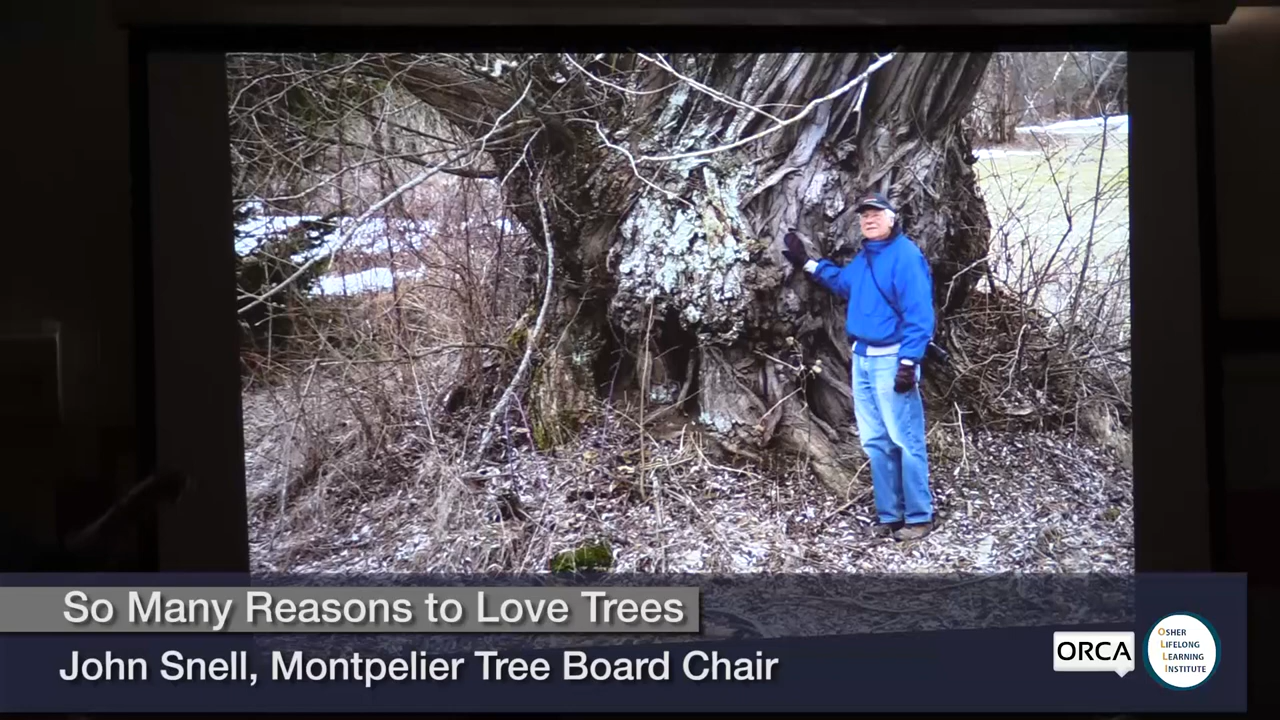 So Many Reasons to Love Trees
John Snell, Montpelier Tree Board Chair
ORCA
OSHER
LIFELONG
LEARNING
INSTITUTE